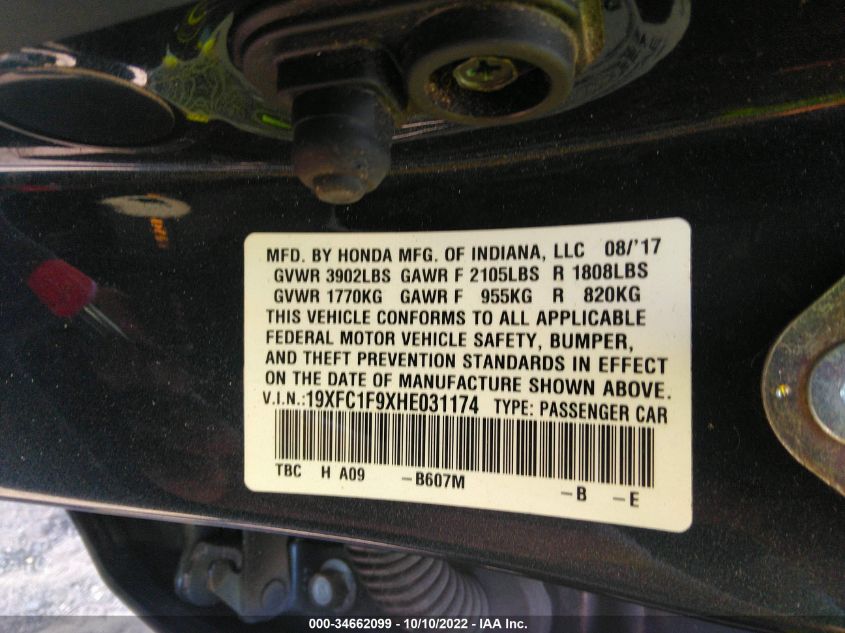 MFD. BY HONDA MFG. OF INDIANA, LLC 08/'17
GVWR 3902LBS GAWR F 2105LBS R 1808LBS
GVWR 1770KG GAWR F 955KG R 820KG
THIS VEHICLE CONFORMS TO ALL APPLICABLE
FEDERAL MOTOR VEHICLE SAFETY, BUMPER,
AND THEFT PREVENTION STANDARDS IN EFFECT
ON THE DATE OF MANUFACTURE SHOWN ABOVE.
V.I.N.:19XFC1F9XHE031174 TYPE: PASSENGER CAR
TBC H A09 -B607M -B -E
000-34662099 - 10/10/2022 - IAA Inc.